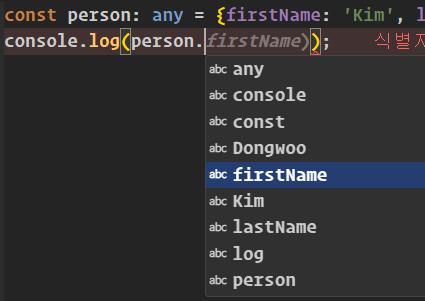 const person: any = {firstName: 'Kim', l
console.log(person.firstName)); 식별자
abc any
abc console
abc const
abc Dongwoo
abc firstName
abc Kim
abc lastName
abc log
abc person